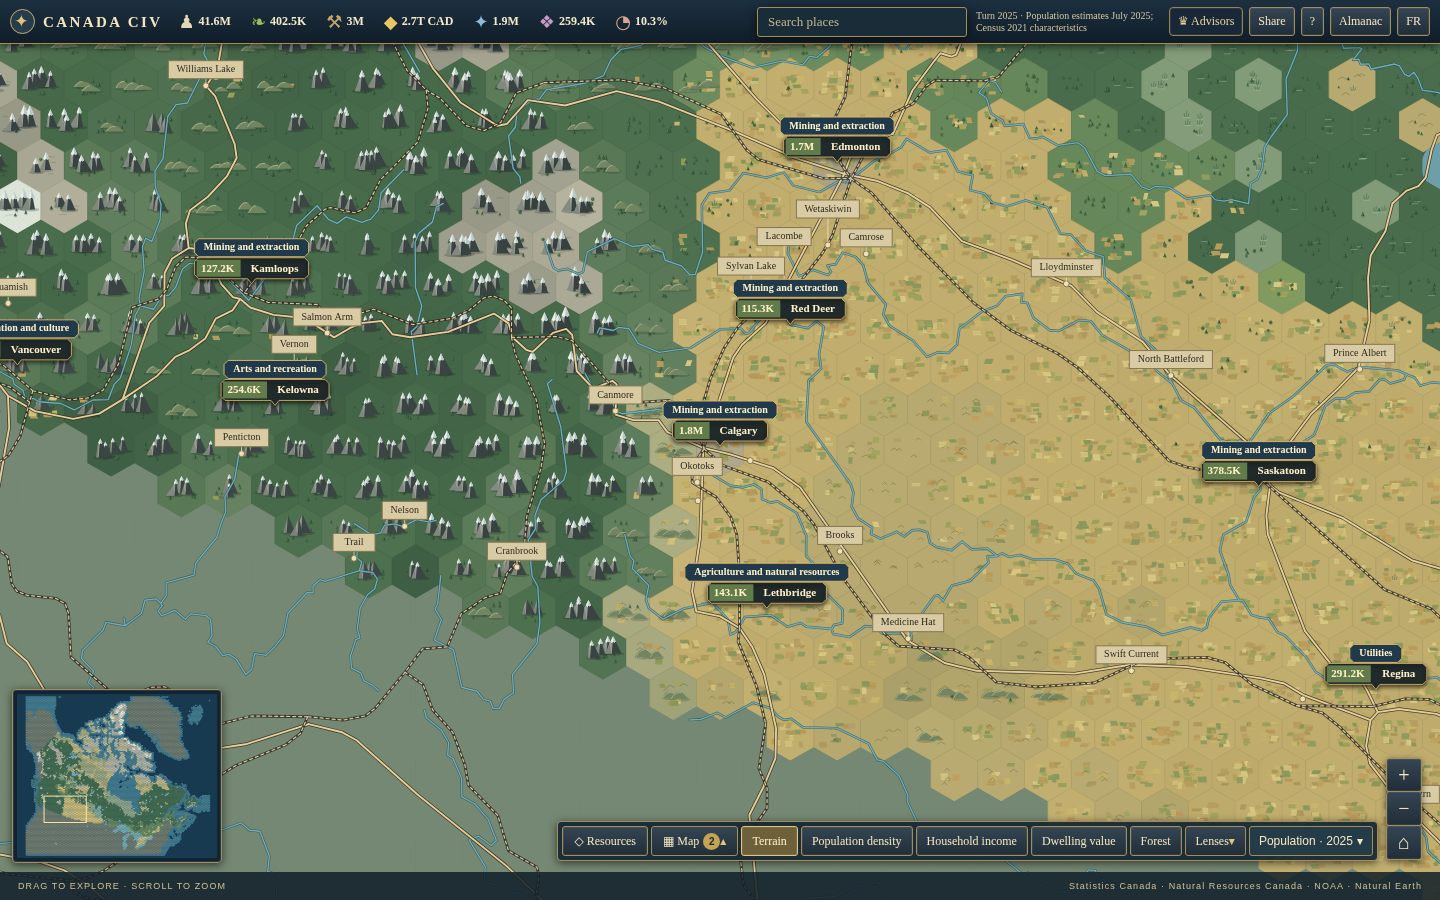 CANADA CIV
41.6M
402.5K
3M
2.7T CAD
1.9M
259.4K
10.3%
Search places
Turn 2025 · Population estimates July 2025;
Census 2021 characteristics
Advisors
Share
?
Almanac
FR
Williams Lake
Mining and extraction
1.7M Edmonton
Wetaskiwin
Lacombe
Camrose
Sylvan Lake
Lloydminster
Mining and extraction
127.2K Kamloops
uamish
Mining and extraction
115.3K Red Deer
Salmon Arm
tion and culture
Vancouver
Vernon
North Battleford
Prince Albert
Arts and recreation
254.6K Kelowna
Canmore
Mining and extraction
1.8M Calgary
Penticton
Okotoks
Mining and extraction
378.5K Saskatoon
Nelson
Trail
Cranbrook
Brooks
Agriculture and natural resources
143.1K Lethbridge
Medicine Hat
Swift Current
Utilities
291.2K Regina
+
−
Resources
Map 2
Terrain
Population density
Household income
Dwelling value
Forest
Lenses
Population · 2025
DRAG TO EXPLORE · SCROLL TO ZOOM
Statistics Canada · Natural Resources Canada · NOAA · Natural Earth